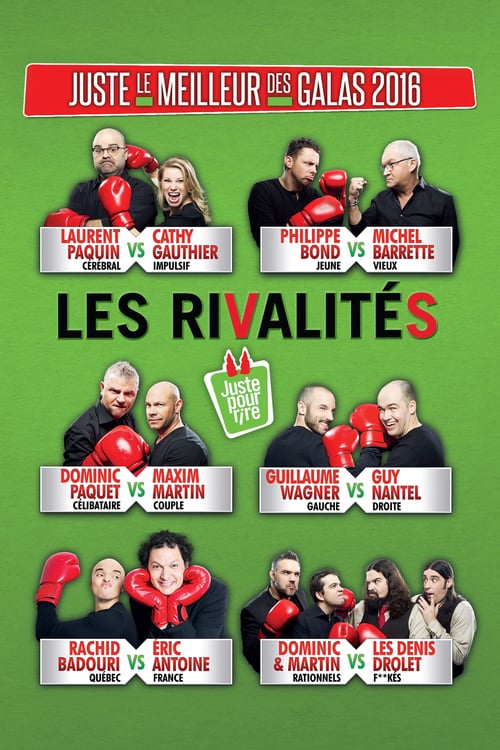 JUSTE LE MEILLEUR DES GALAS 2016
LAURENT PAQUIN VS CATHY GAUTHIER
CÉRÉBRAL IMPULSIF
PHILIPPE BOND VS MICHEL BARRETTE
JEUNE VIEUX
LES RIVALITÉS
Juste
pour
rire
DOMINIC PAQUET VS MAXIM MARTIN
CÉLIBATAIRE COUPLE
GUILLAUME WAGNER VS GUY NANTEL
GAUCHE DROITE
RACHID BADOURI VS ÉRIC ANTOINE
QUÉBEC FRANCE
DOMINIC & MARTIN VS LES DENIS DROLET
RATIONNELS F**KÉS